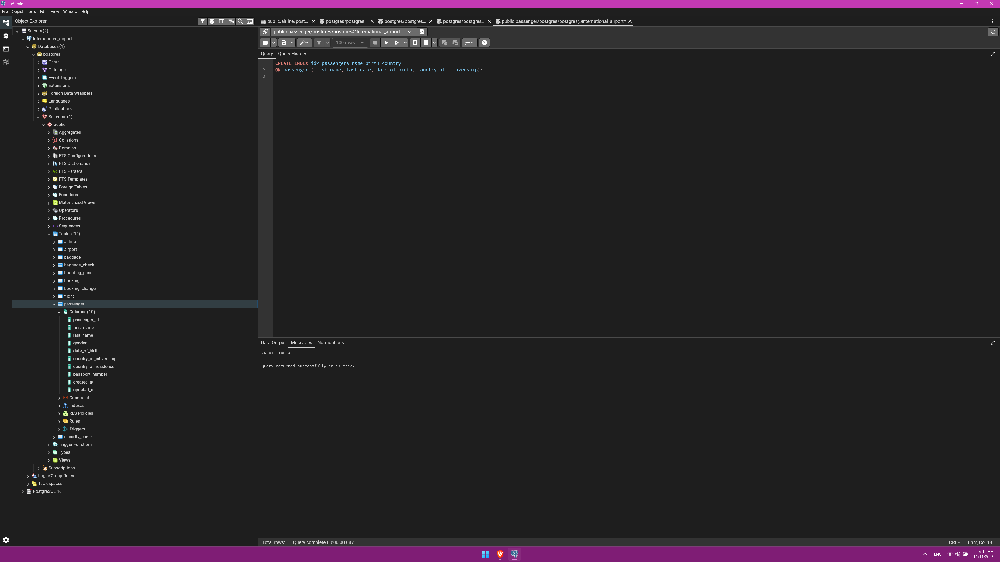 pgAdmin 4
File Object Tools Edit View Window Help
Object Explorer
Servers (2)
International_airport
Databases (1)
postgres
Casts
Catalogs
Event Triggers
Extensions
Foreign Data Wrappers
Languages
Publications
Schemas (1)
public
Aggregates
Collations
Domains
FTS Configurations
FTS Dictionaries
Aa FTS Parsers
FTS Templates
Foreign Tables
Functions
Materialized Views
Operators
Procedures
1..3 Sequences
Tables (10)
airline
airport
baggage
baggage_check
boarding_pass
booking
booking_change
flight
passenger
Columns (10)
passenger_id
first_name
last_name
gender
date_of_birth
country_of_citizenship
country_of_residence
passport_number
created_at
updated_at
Constraints
Indexes
RLS Policies
Rules
Triggers
security_check
Trigger Functions
Types
Views
Subscriptions
Login/Group Roles
Tablespaces
PostgreSQL 18
public.airline/post... postgres/postgres... postgres/postgres... postgres/postgres... public.passenger/postgres/postgres@International_airport*
public.passenger/postgres/postgres@International_airport
100 rows E
Query Query History
1 CREATE INDEX idx_passengers_name_birth_country
2 ON passenger (first_name, last_name, date_of_birth, country_of_citizenship);
3
Data Output Messages Notifications
CREATE INDEX
Query returned successfully in 47 msec.
Total rows: Query complete 00:00:00.047 CRLF Ln 2, Col 13
ENG 6:10 AM
11/11/2025